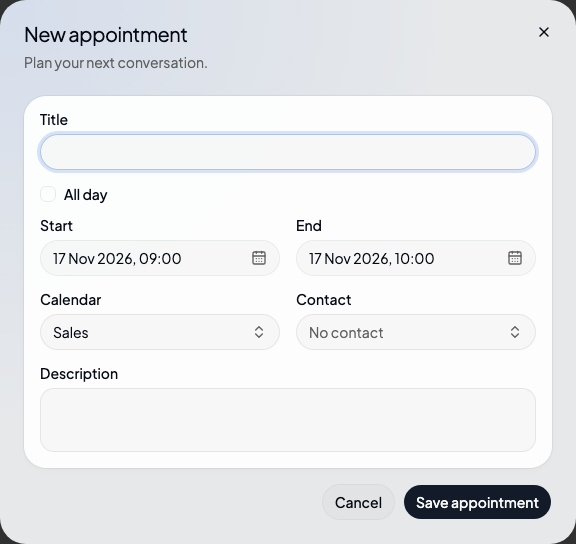 New appointment
Plan your next conversation.
Title
All day
Start
End
17 Nov 2026, 09:00
17 Nov 2026, 10:00
Calendar
Contact
Sales
No contact
Description
Cancel
Save appointment